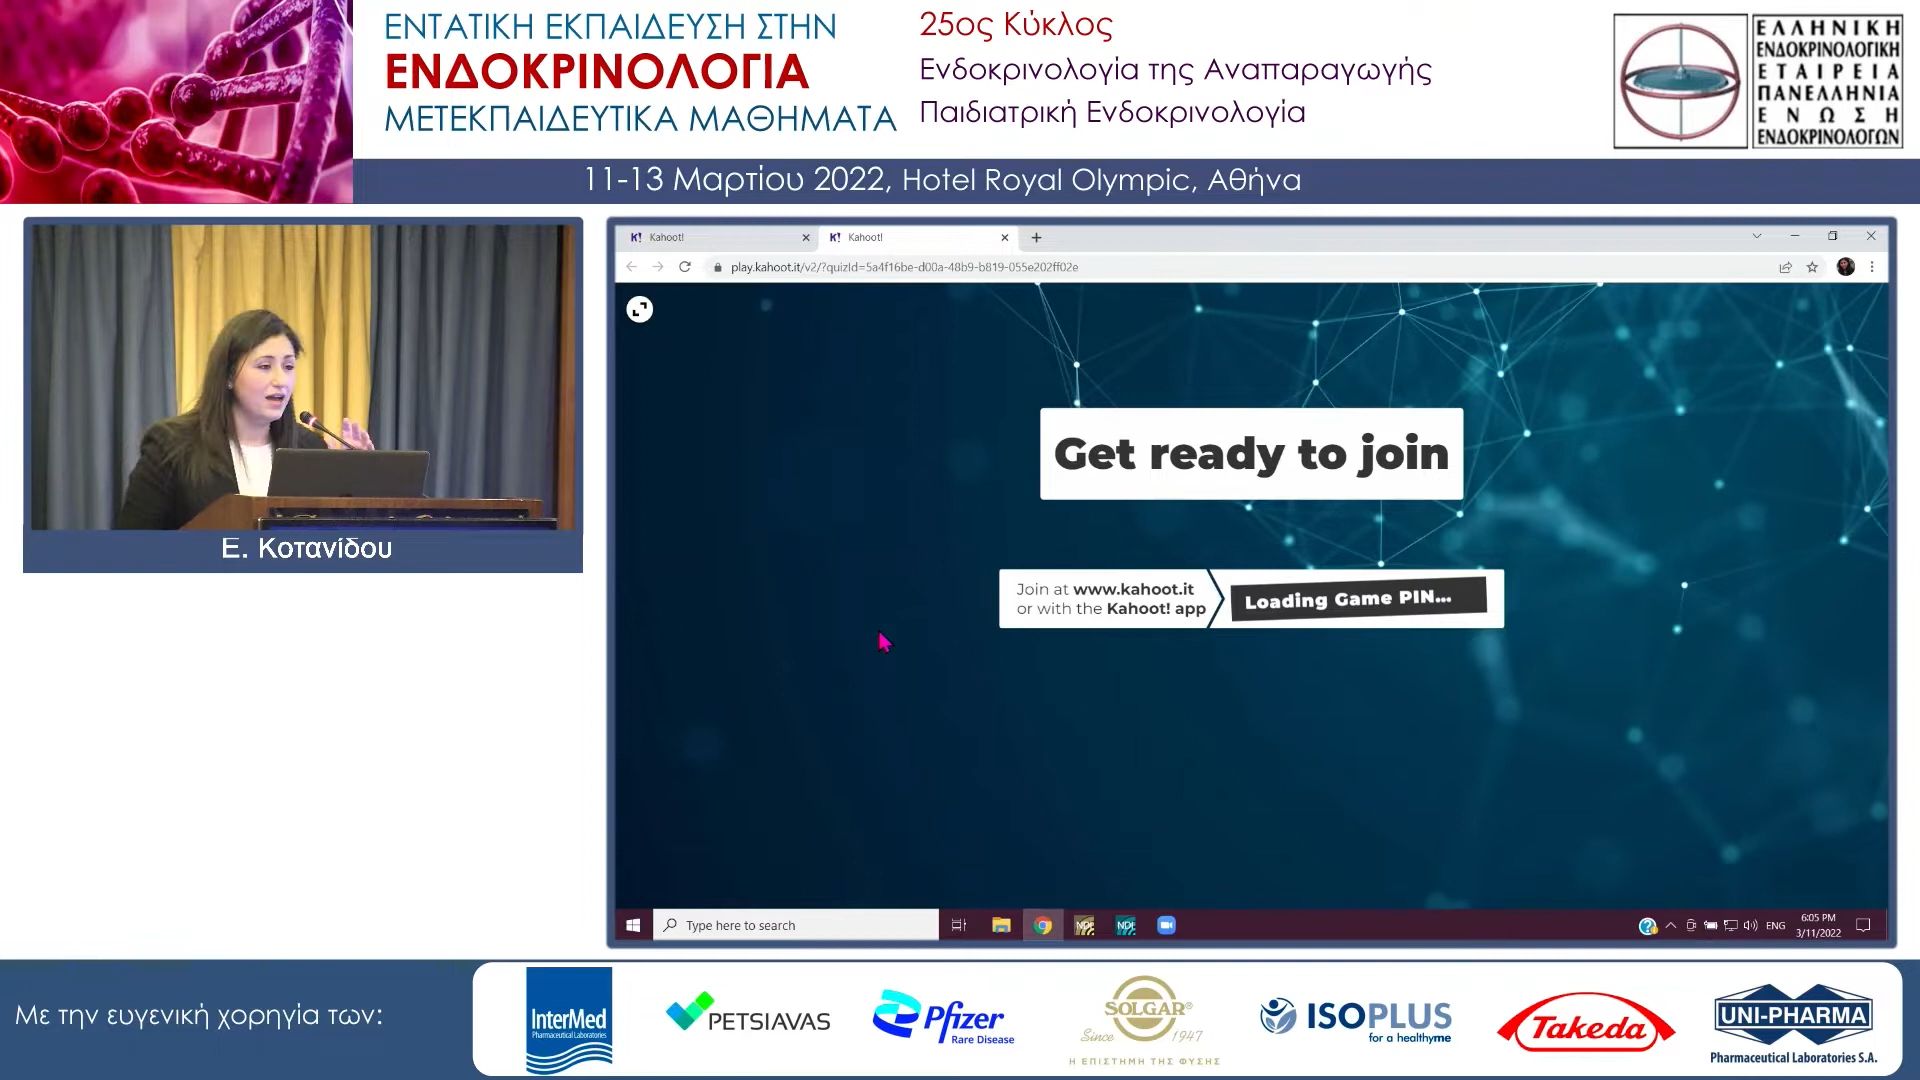 ΕΝΤΑΤΙΚΗ ΕΚΠΑΙΔΕΥΣΗ ΣΤΗΝ
ΕΝΔΟΚΡΙΝΟΛΟΓΙΑ
ΜΕΤΕΚΠΑΙΔΕΥΤΙΚΑ ΜΑΘΗΜΑΤΑ
25ος Κύκλος
Ενδοκρινολογία της Αναπαραγωγής
Παιδιατρική Ενδοκρινολογία
ΕΛΛΗΝΙΚΗ
ΕΝΔΟΚΡΙΝΟΛΟΓΙΚΗ
ΕΤΑΙΡΕΙΑ
ΠΑΝΕΛΛΗΝΙΑ
ΕΝΩΣΗ
ΕΝΔΟΚΡΙΝΟΛΟΓΩΝ
11-13 Μαρτίου 2022, Hotel Royal Olympic, Αθήνα
Ε. Κοτανίδου
K! Kahoot!
K! Kahoot!
play.kahoot.it/v2/?quizId=5a4f16be-d00a-48b9-b819-055e202ff02e
Get ready to join
Join at www.kahoot.it
or with the Kahoot! app
Loading Game PIN...
Type here to search
NDI
NDI
ENG
6:05 PM
3/11/2022
Με την ευγενική χορηγία των:
InterMed
Pharmaceutical Laboratories
PETSIAVAS
Pfizer
Rare Disease
SOLGAR®
Since 1947
Η ΕΠΙΣΤΗΜΗ ΤΗΣ ΦΥΣΗΣ
ISOPLUS
for a healthyme
Takeda
UNI-PHARMA
Pharmaceutical Laboratories S.A.